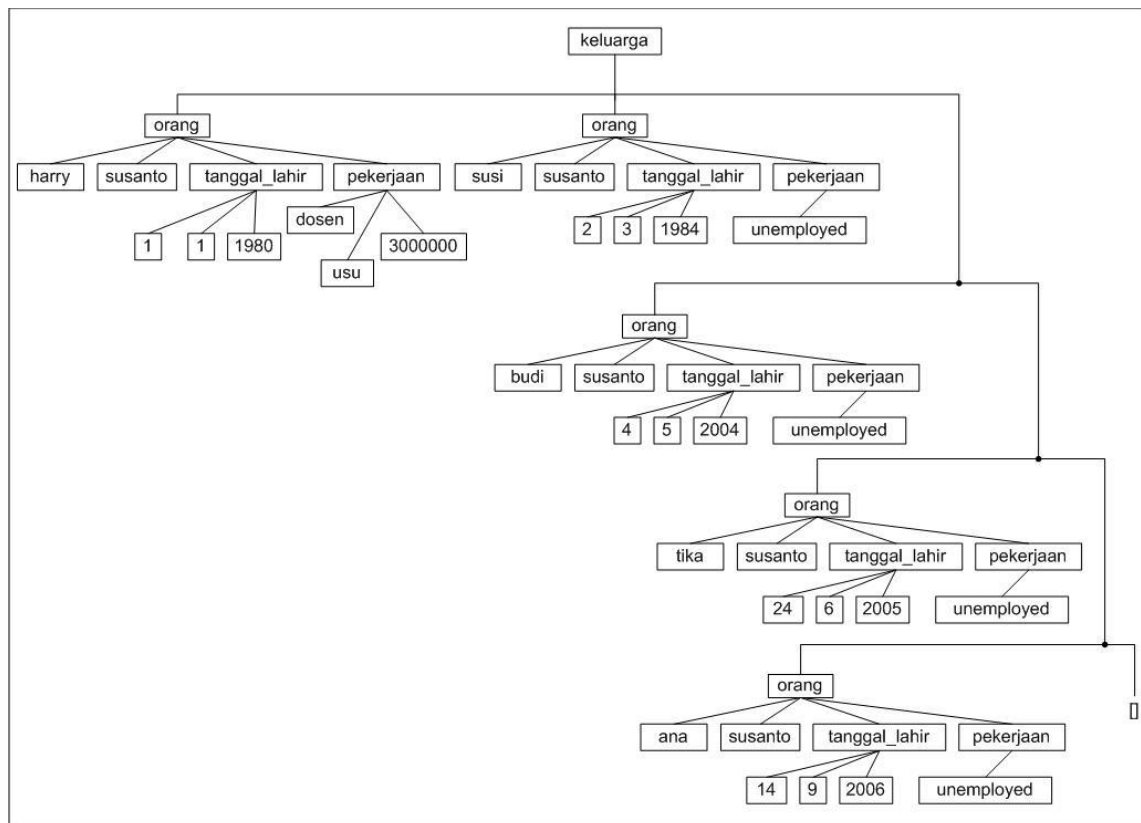 keluarga
orang orang
harry susanto tanggal_lahir pekerjaan susi susanto tanggal_lahir pekerjaan
dosen
2 3 1984 unemployed
1 1 1980 3000000
usu
orang
budi susanto tanggal_lahir pekerjaan
4 5 2004 unemployed
orang
tika susanto tanggal_lahir pekerjaan
24 6 2005 unemployed
orang
[]
ana susanto tanggal_lahir pekerjaan
14 9 2006 unemployed